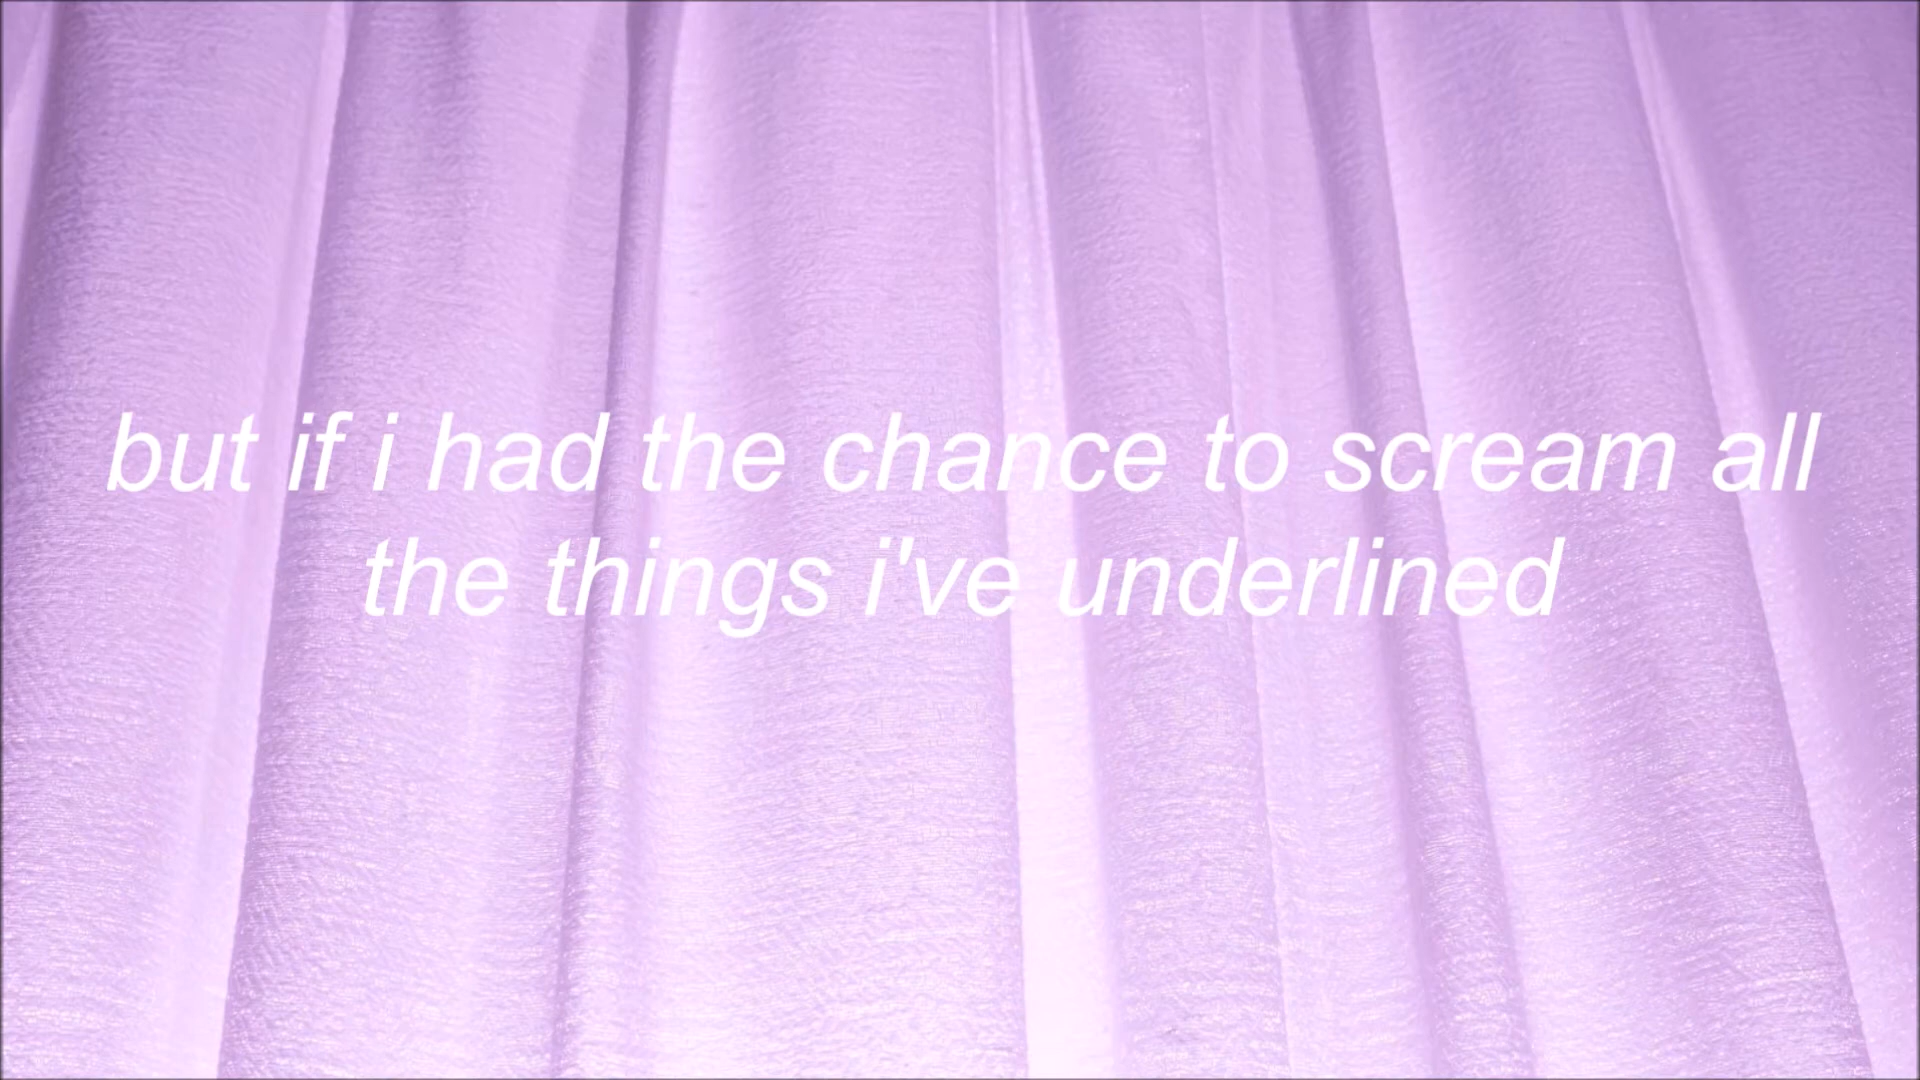 but if i had the chance to scream all
the things i've underlined